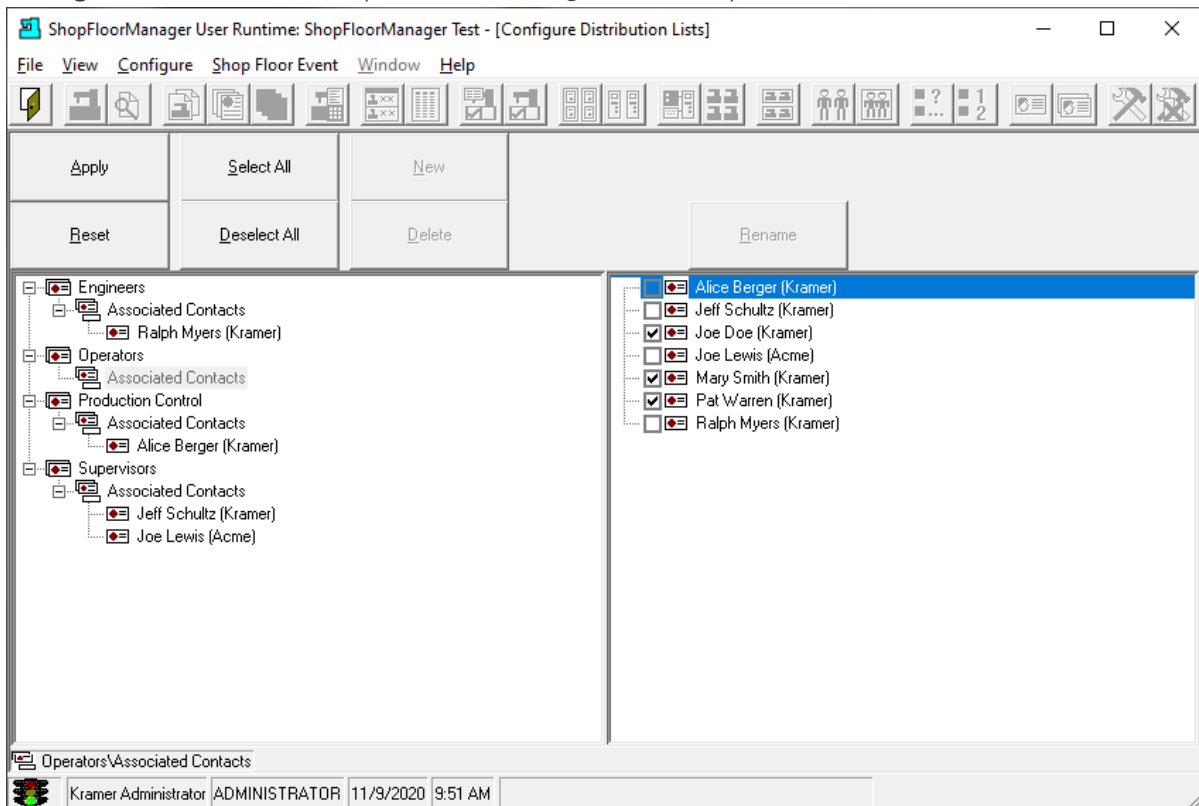 ShopFloorManager User Runtime: ShopFloorManager Test - [Configure Distribution Lists]
File View Configure Shop Floor Event Window Help
Apply Select All New
Reset Deselect All Delete Rename
Engineers
Associated Contacts
Ralph Myers (Kramer)
Operators
Associated Contacts
Production Control
Associated Contacts
Alice Berger (Kramer)
Supervisors
Associated Contacts
Jeff Schultz (Kramer)
Joe Lewis (Acme)
Alice Berger (Kramer)
Jeff Schultz (Kramer)
Joe Doe (Kramer)
Joe Lewis (Acme)
Mary Smith (Kramer)
Pat Warren (Kramer)
Ralph Myers (Kramer)
Operators\Associated Contacts
Kramer Administrator ADMINISTRATOR 11/9/2020 9:51 AM